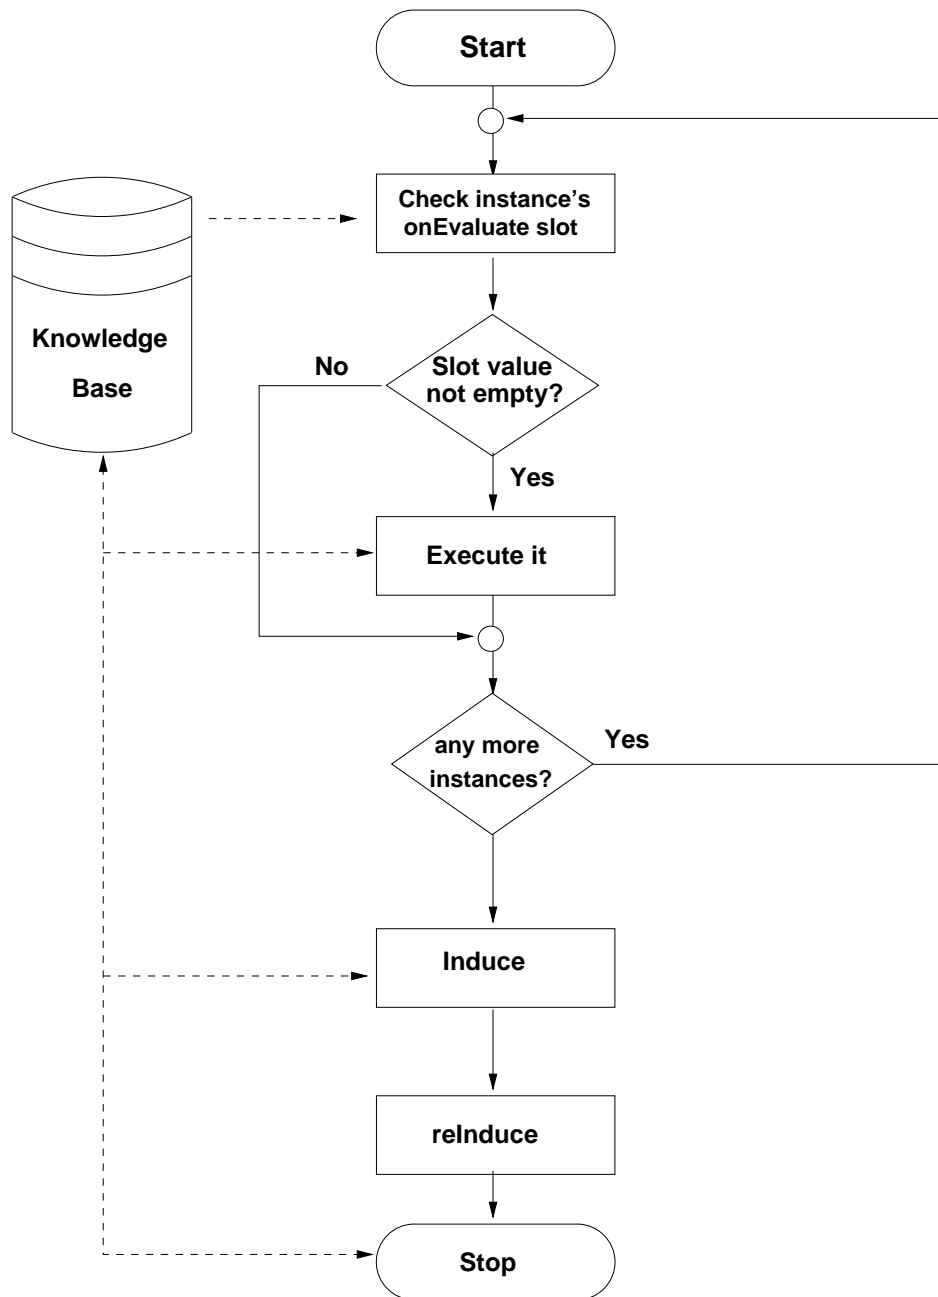 Start
Check instance's
onEvaluate slot
Knowledge
Base
No
Slot value
not empty?
Yes
Execute it
any more
instances?
Yes
Induce
reInduce
Stop